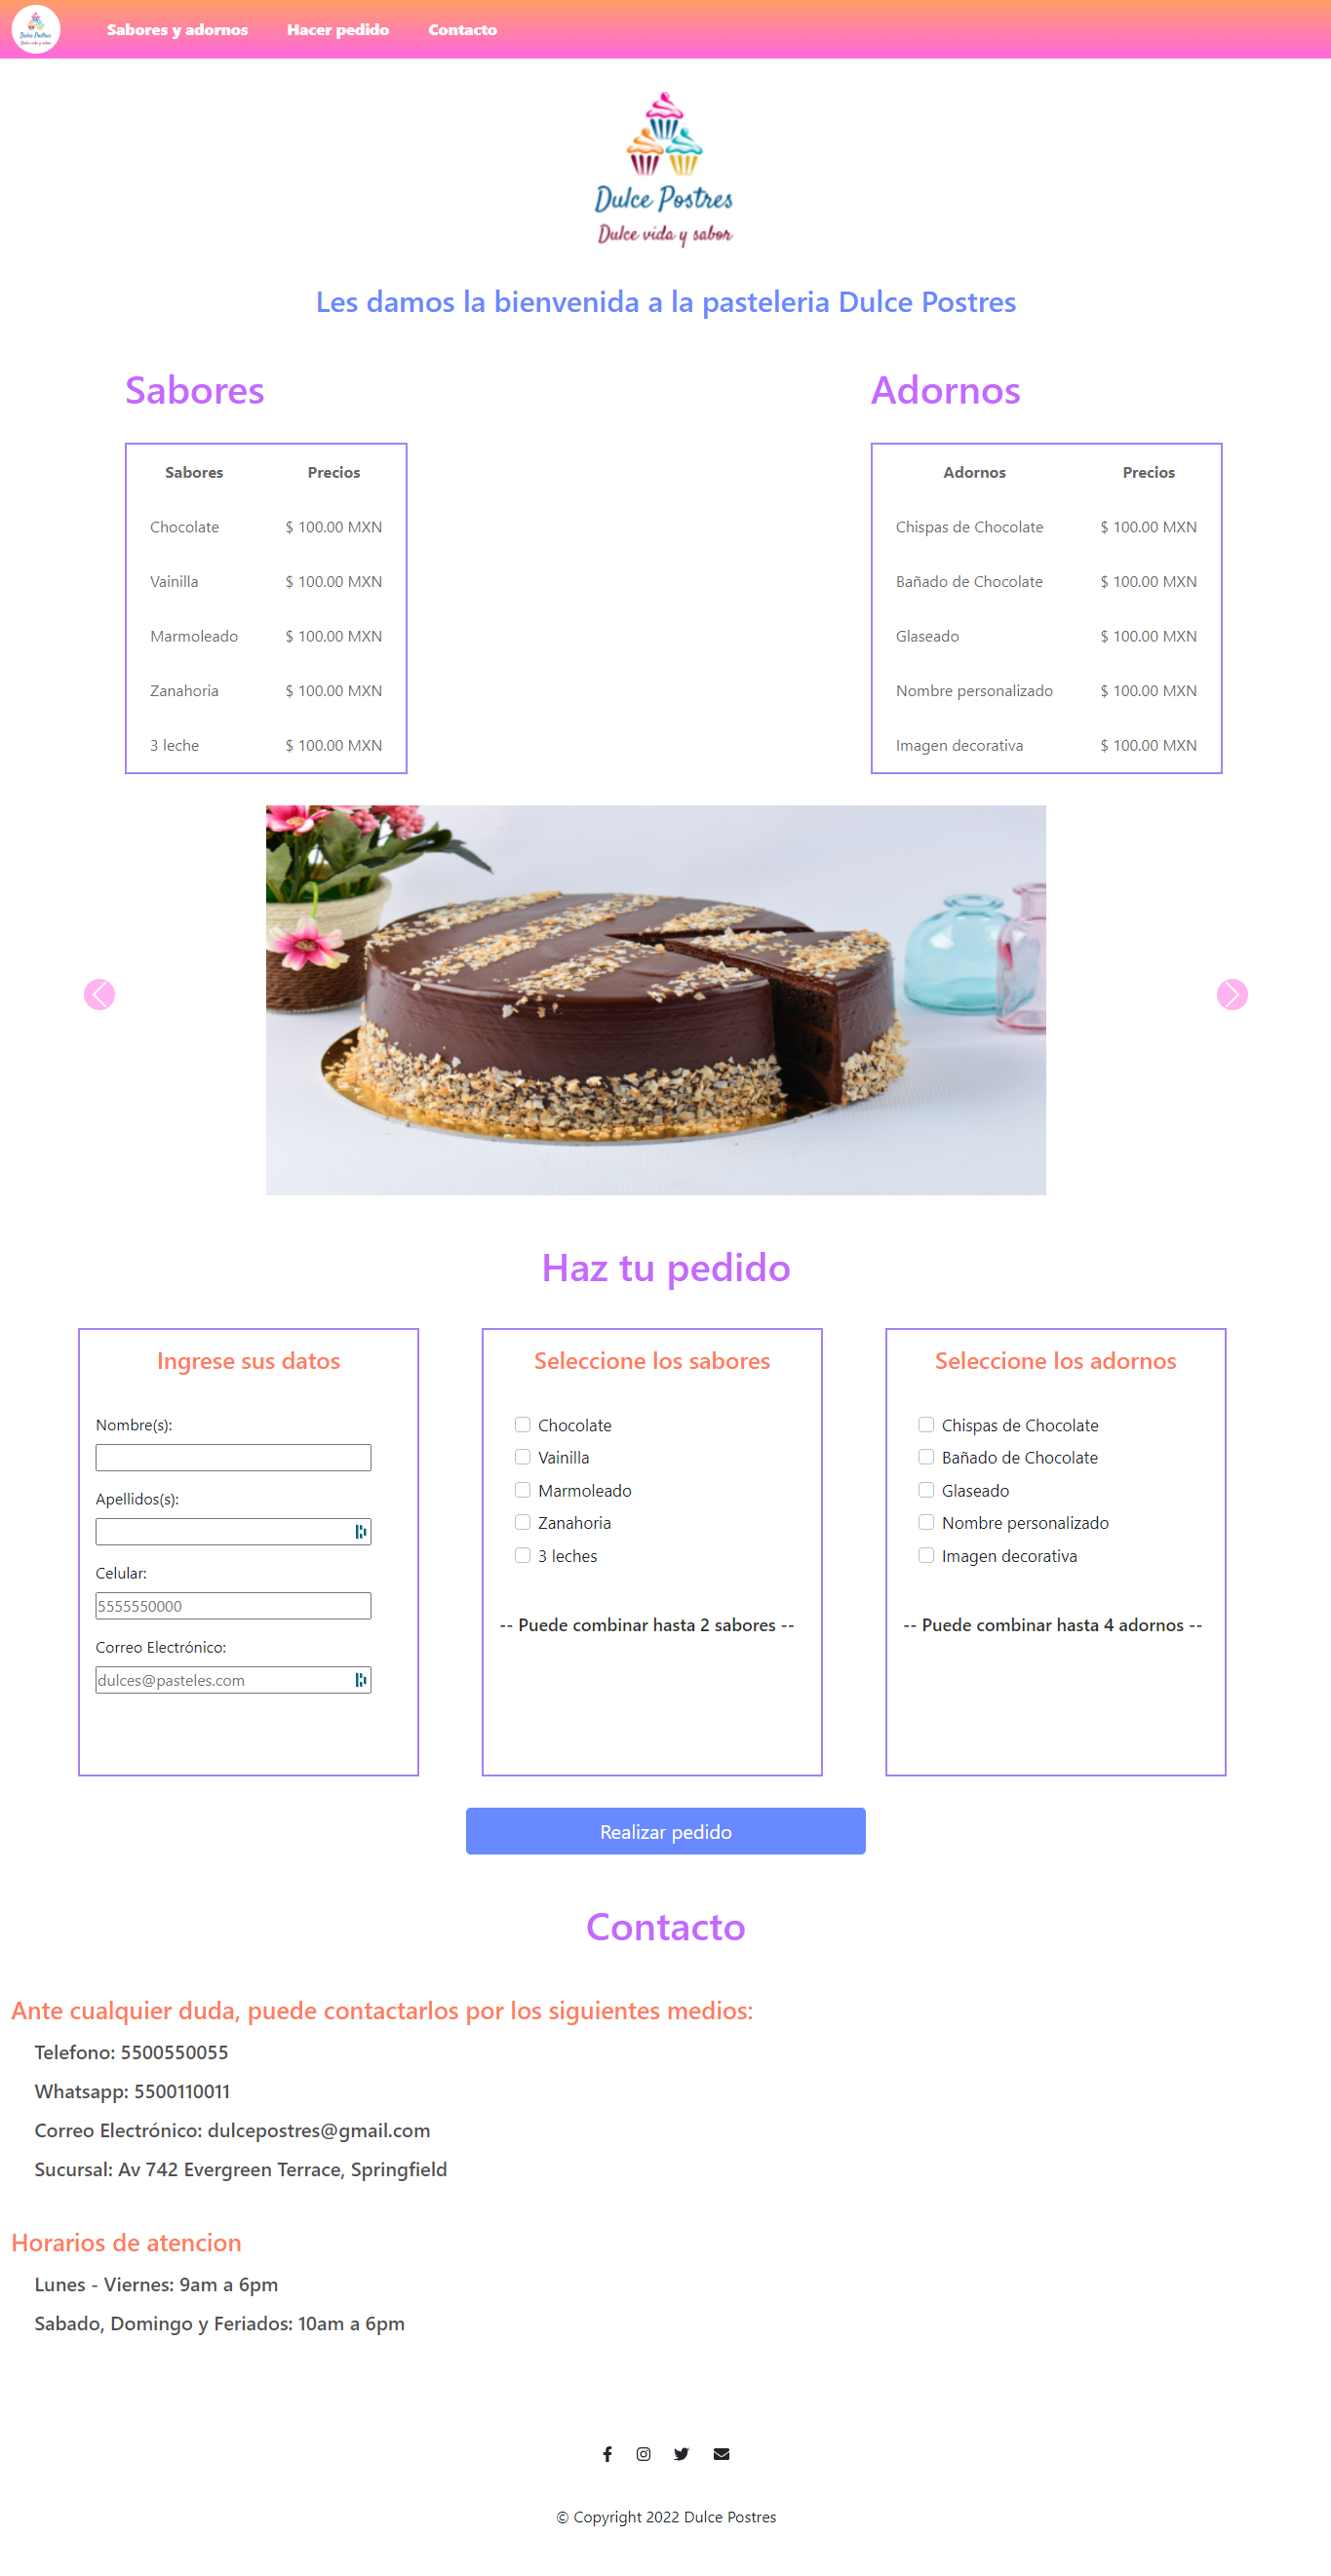 Dulce Postres
Dulce vida y sabor
Sabores y adornos
Hacer pedido
Contacto
Dulce Postres
Dulce vida y sabor
Les damos la bienvenida a la pasteleria Dulce Postres
Sabores
Sabores Precios
Chocolate $ 100.00 MXN
Vainilla $ 100.00 MXN
Marmoleado $ 100.00 MXN
Zanahoria $ 100.00 MXN
3 leche $ 100.00 MXN
Adornos
Adornos Precios
Chispas de Chocolate $ 100.00 MXN
Bañado de Chocolate $ 100.00 MXN
Glaseado $ 100.00 MXN
Nombre personalizado $ 100.00 MXN
Imagen decorativa $ 100.00 MXN
Haz tu pedido
Ingrese sus datos
Nombre(s):
Apellidos(s):
Celular:
5555550000
Correo Electrónico:
dulces@pasteles.com
Seleccione los sabores
Chocolate
Vainilla
Marmoleado
Zanahoria
3 leches
-- Puede combinar hasta 2 sabores --
Seleccione los adornos
Chispas de Chocolate
Bañado de Chocolate
Glaseado
Nombre personalizado
Imagen decorativa
-- Puede combinar hasta 4 adornos --
Realizar pedido
Contacto
Ante cualquier duda, puede contactarlos por los siguientes medios:
Telefono: 5500550055
Whatsapp: 5500110011
Correo Electrónico: dulcepostres@gmail.com
Sucursal: Av 742 Evergreen Terrace, Springfield
Horarios de atencion
Lunes - Viernes: 9am a 6pm
Sabado, Domingo y Feriados: 10am a 6pm
© Copyright 2022 Dulce Postres